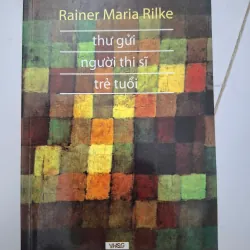 Rainer Maria Rilke
thư gửi
người thi sĩ
trẻ tuổi